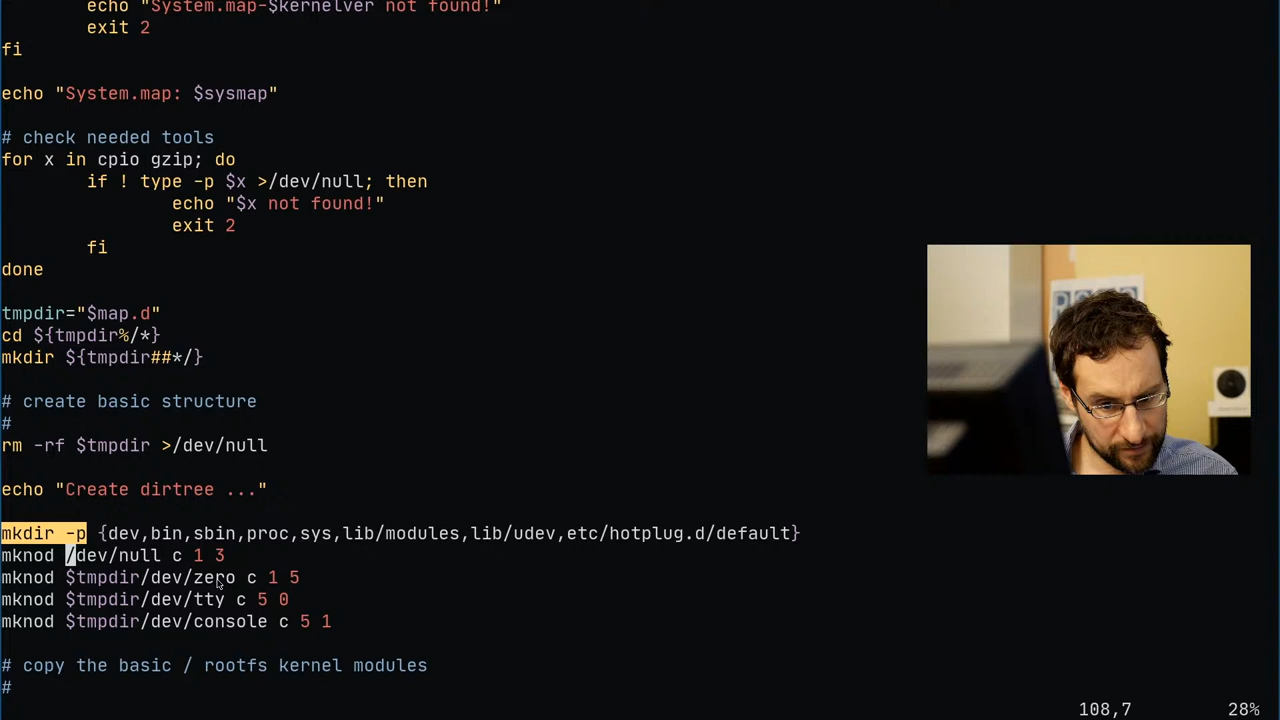 echo "System.map-$kernelver not found!"
exit 2
fi
echo "System.map: $sysmap"
# check needed tools
for x in cpio gzip; do
if ! type -p $x >/dev/null; then
echo "$x not found!"
exit 2
fi
done
tmpdir="$map.d"
cd ${tmpdir%/*}
mkdir ${tmpdir##*/}
# create basic structure
#
rm -rf $tmpdir >/dev/null
echo "Create dirtree ..."
mkdir -p {dev,bin,sbin,proc,sys,lib/modules,lib/udev,etc/hotplug.d/default}
mknod /dev/null c 1 3
mknod $tmpdir/dev/zero c 1 5
mknod $tmpdir/dev/tty c 5 0
mknod $tmpdir/dev/console c 5 1
# copy the basic / rootfs kernel modules
#
108,7 28%